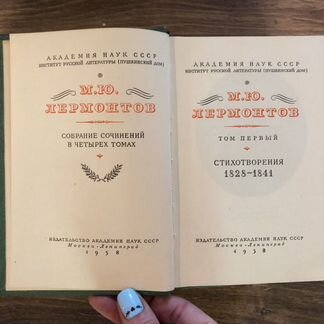 АКАДЕМИЯ НАУК СССР
ИНСТИТУТ РУССКОЙ ЛИТЕРАТУРЫ (ПУШКИНСКИЙ ДОМ)
М.Ю.
ЛЕРМОНТОВ
СОБРАНИЕ СОЧИНЕНИЙ
В ЧЕТЫРЕХ ТОМАХ
ИЗДАТЕЛЬСТВО АКАДЕМИИ НАУК СССР
Москва-Ленинград
1958
АКАДЕМИЯ НАУК СССР
ИНСТИТУТ РУССКОЙ ЛИТЕРАТУРЫ (ПУШКИНСКИЙ ДОМ)
М.Ю.
ЛЕРМОНТОВ
ТОМ ПЕРВЫЙ
СТИХОТВОРЕНИЯ
1828-1841
ИЗДАТЕЛЬСТВО АКАДЕМИИ НАУК СССР
Москва-Ленинград
1958